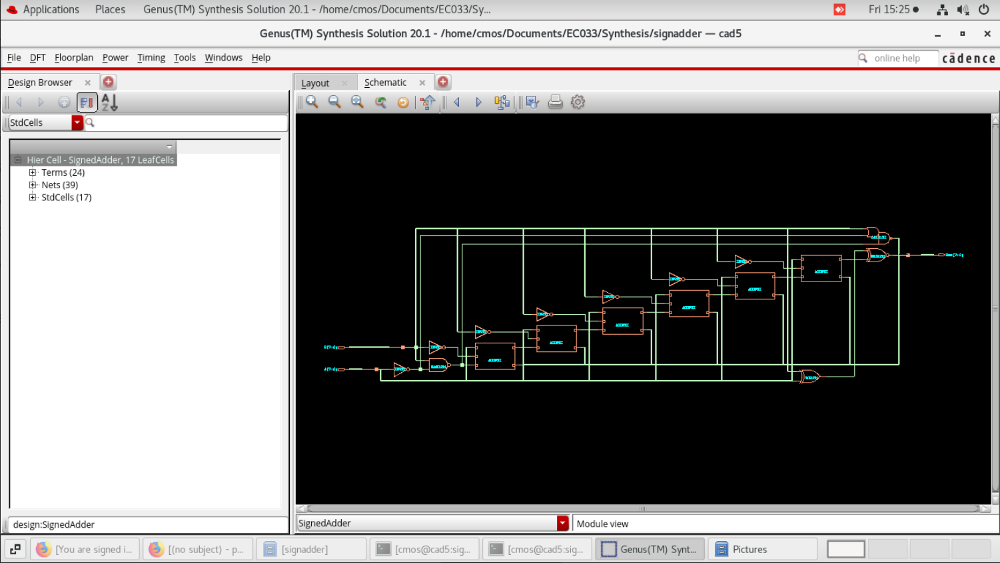 Applications Places Genus(TM) Synthesis Solution 20.1 - /home/cmos/Documents/EC033/Sy... Fri 15:25
Genus(TM) Synthesis Solution 20.1 - /home/cmos/Documents/EC033/Synthesis/signadder — cad5
File DFT Floorplan Power Timing Tools Windows Help online help cādence
Design Browser
Layout Schematic
StdCells
Hier Cell - SignedAdder, 17 LeafCells
Terms (24)
Nets (39)
StdCells (17)
B[7:0]
A[7:0]
design:SignedAdder
SignedAdder Module view
[You are signed i... [(no subject) - p... [signadder] [cmos@cad5:sig... [cmos@cad5:sig... Genus(TM) Synt... Pictures